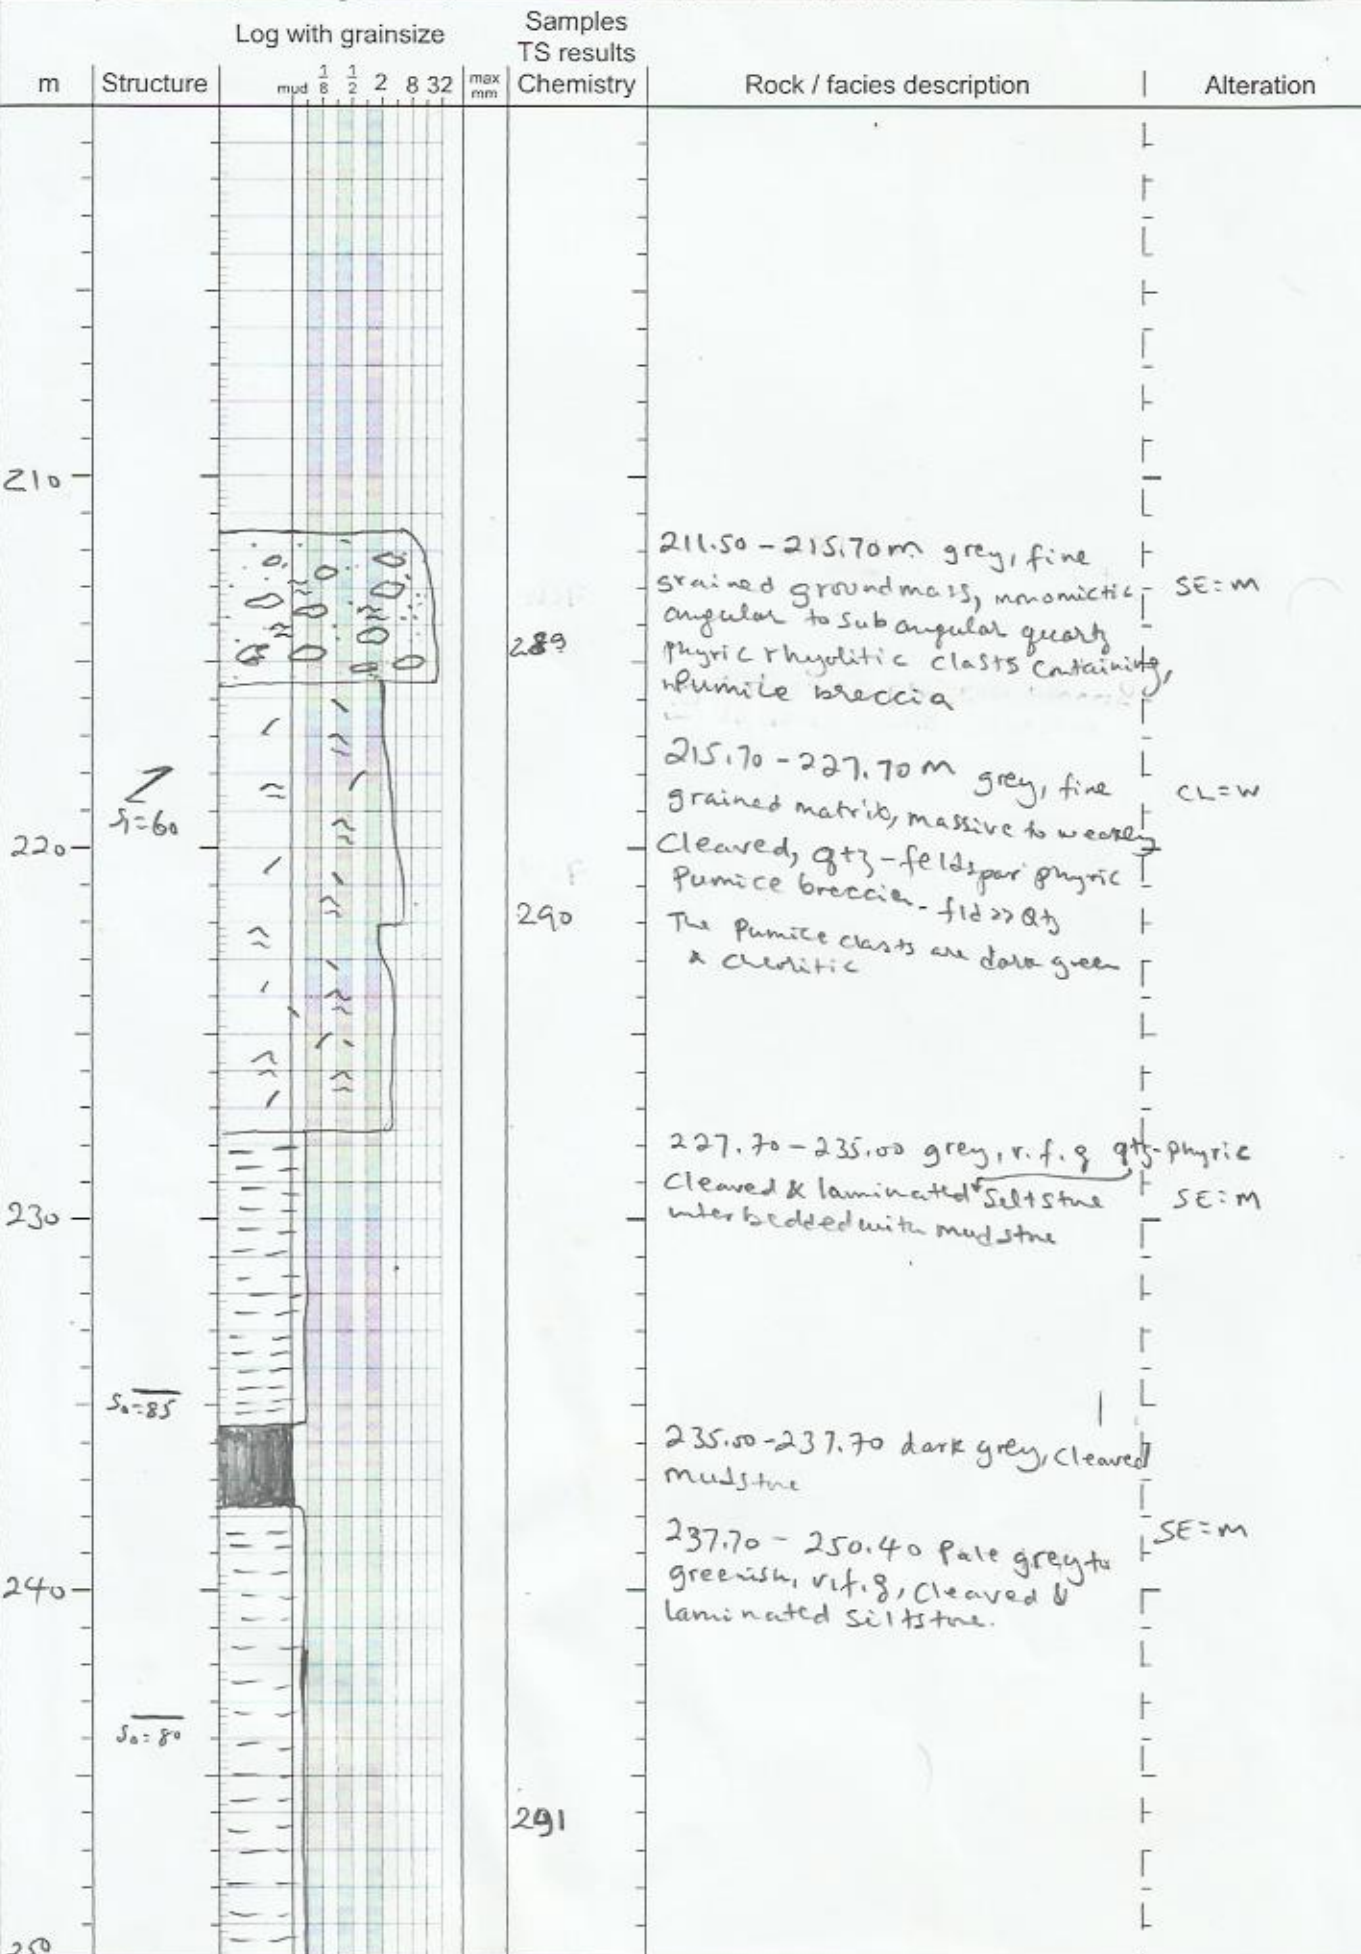 Log with grainsize
Samples
TS results
m Structure mud 1/8 1/2 2 8 32 max mm Chemistry Rock / facies description Alteration
210
211.50 - 215.70m grey, fine
grained groundmass, monomictic
angular to subangular quartz
phyric rhyolitic clasts containing,
Pumice breccia
SE=M
289
215.70 - 227.70m grey, fine
grained matrix, massive to weakly
Cleaved, qtz-feldspar phyric
Pumice breccia - fld >> Qtz
The Pumice clasts are dark green
& chloritic
CL=W
S1=60
220
290
227.70 - 235.00 grey, v.f.g qtz-phyric
Cleaved & laminated siltstone
interbedded with mudstone
SE=M
230
S0=85
235.00-237.70 dark grey, cleaved
mudstone
237.70 - 250.40 Pale grey to
greenish, v.f.g, cleaved &
laminated siltstone.
SE=M
240
S0=80
291
250